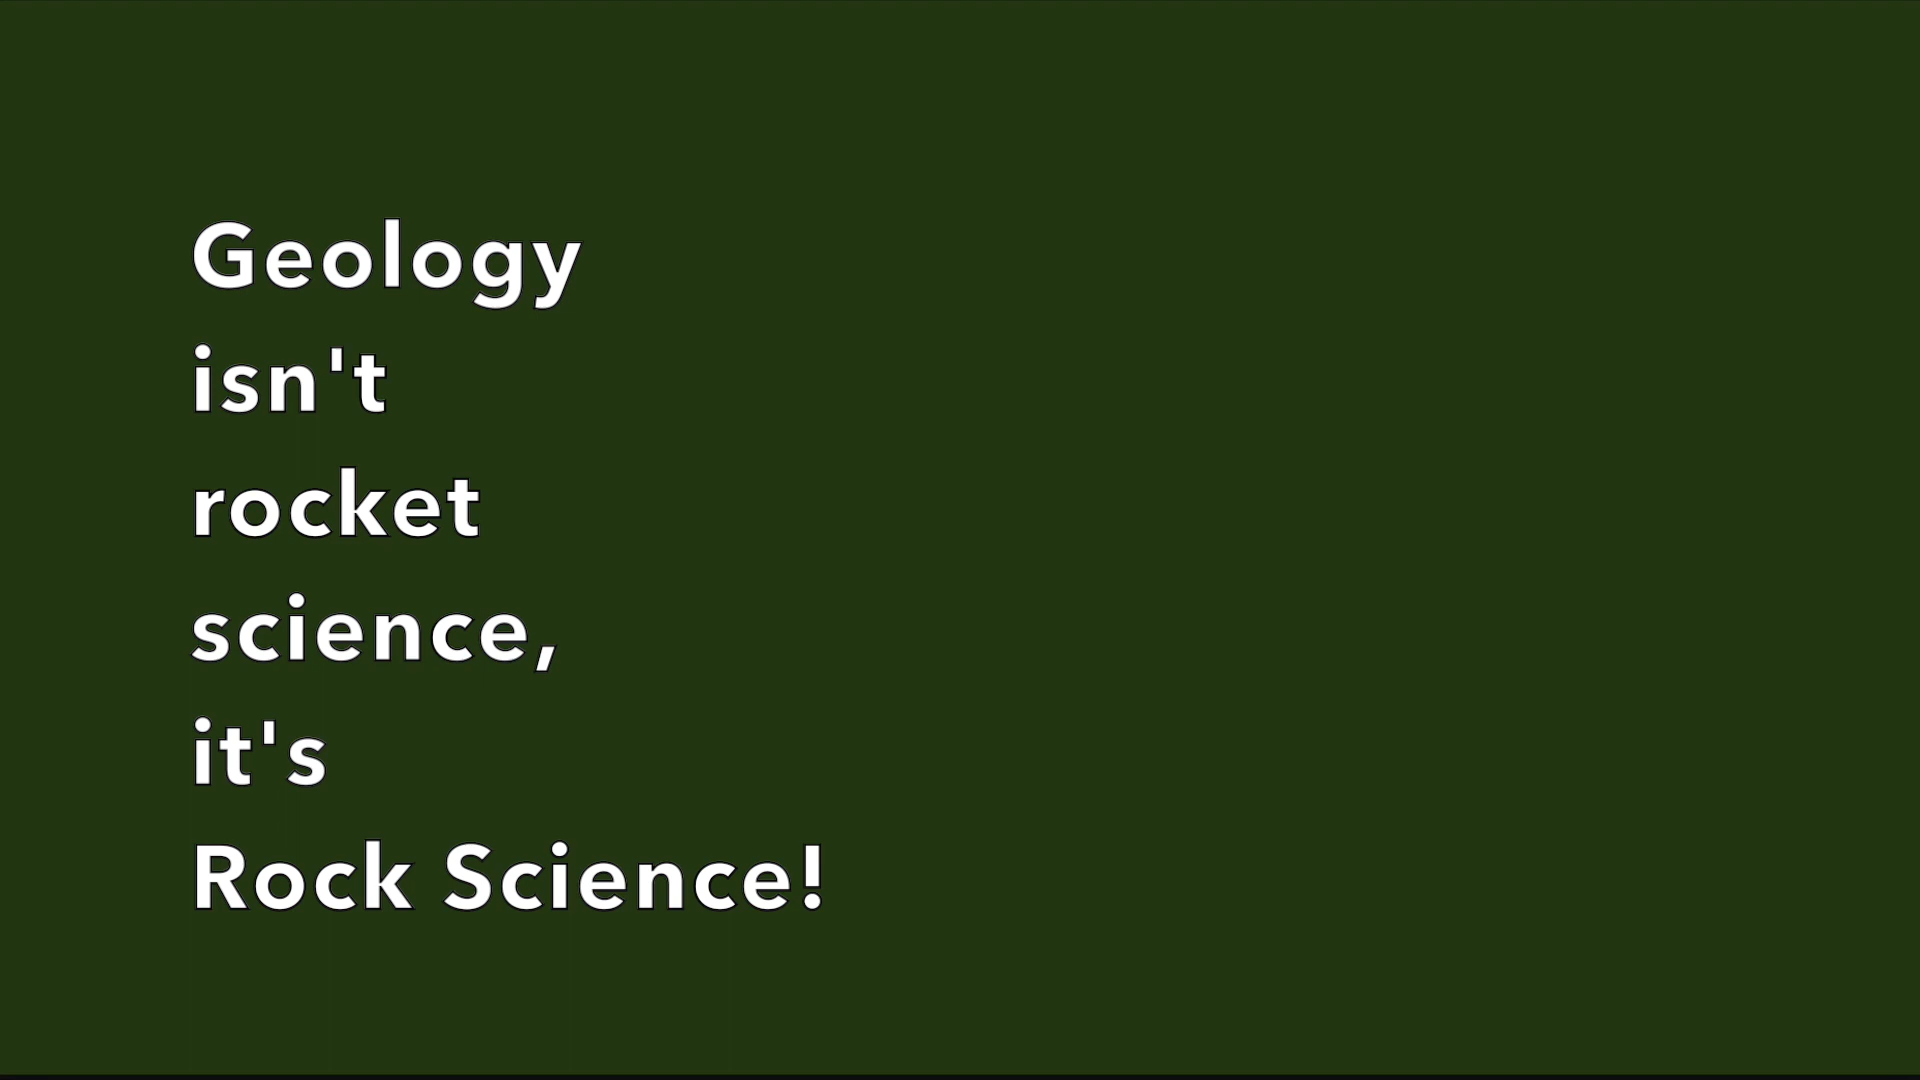 Geology
isn't
rocket
science,
it's
Rock Science!